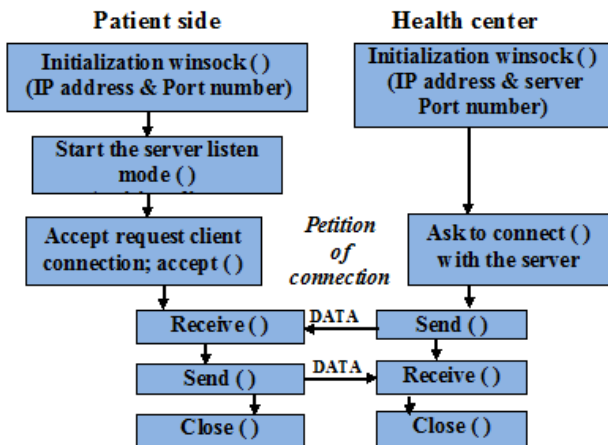 Patient side
Health center
Initialization winsock ( )
(IP address & Port number)
Initialization winsock ( )
(IP address & server
Port number)
Start the server listen
mode ( )
Accept request client
connection; accept ( )
Petition
of
connection
Ask to connect ( )
with the server
Receive ( )
DATA
Send ( )
Send ( )
DATA
Receive ( )
Close ( )
Close ( )